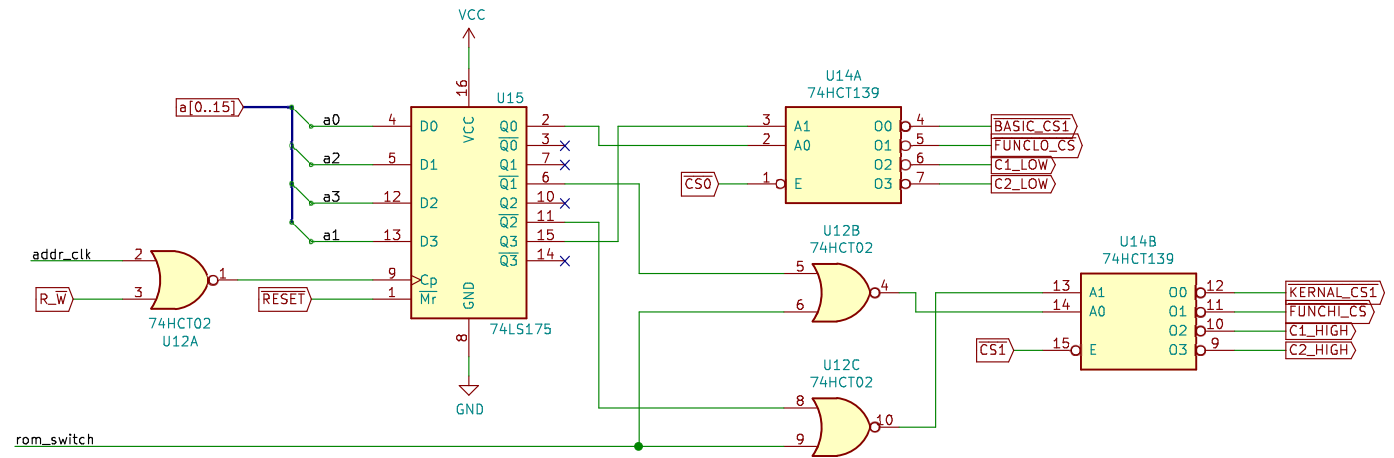 VCC
16
VCC
U15
a[0..15]
a0
4
D0
Q0
2
Q0
3
a2
5
D1
Q1
7
Q1
6
a3
12
D2
Q2
10
Q2
11
a1
13
D3
Q3
15
Q3
14
9
Cp
RESET
1
Mr
GND
8
GND
74LS175
addr_clk
2
R_W
3
1
74HCT02
U12A
rom_switch
U14A
74HCT139
3
A1
2
A0
CS0
1
E
O0
4
BASIC_CS1
O1
5
FUNCLO_CS
O2
6
C1_LOW
O3
7
C2_LOW
U12B
74HCT02
5
6
4
U12C
74HCT02
8
9
10
U14B
74HCT139
13
A1
14
A0
CS1
15
E
O0
12
KERNAL_CS1
O1
11
FUNCHI_CS
O2
10
C1_HIGH
O3
9
C2_HIGH